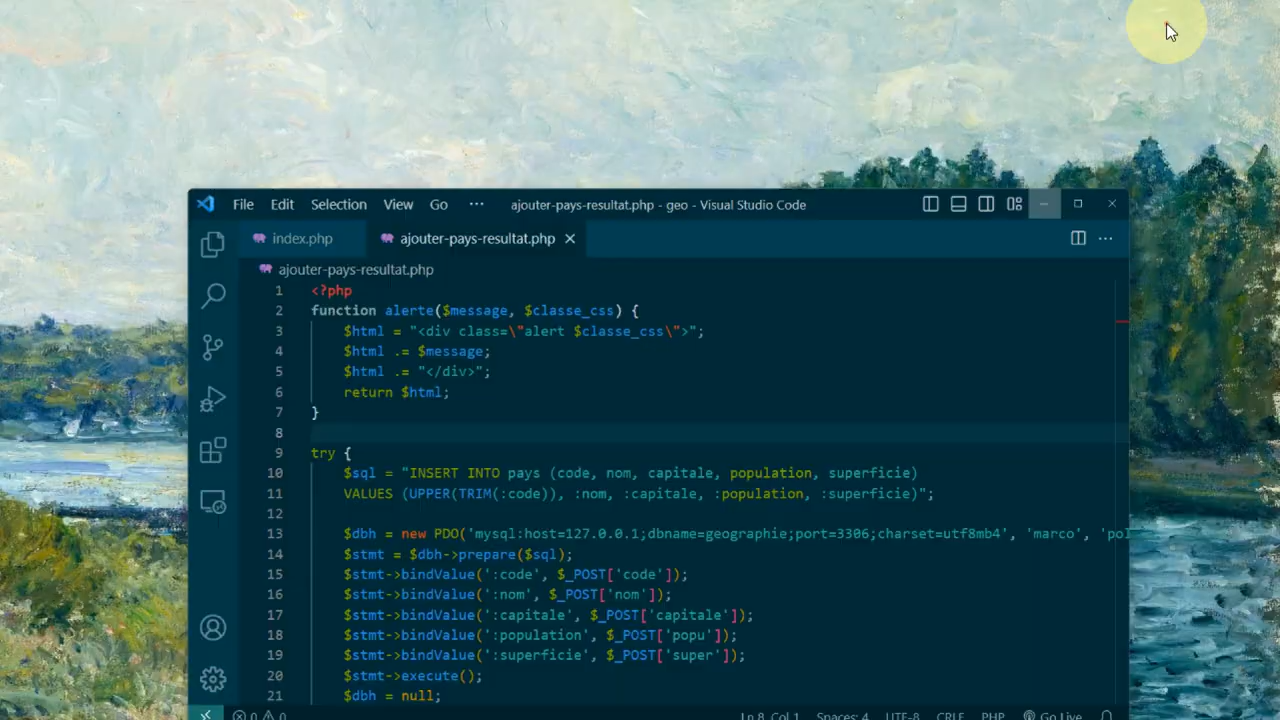 File Edit Selection View Go ··· ajouter-pays-resultat.php - geo - Visual Studio Code
index.php ajouter-pays-resultat.php
ajouter-pays-resultat.php
1 <?php
2 function alerte($message, $classe_css) {
3 $html = "<div class=\"alert $classe_css\">";
4 $html .= $message;
5 $html .= "</div>";
6 return $html;
7 }
8
9 try {
10 $sql = "INSERT INTO pays (code, nom, capitale, population, superficie)
11 VALUES (UPPER(TRIM(:code)), :nom, :capitale, :population, :superficie)";
12
13 $dbh = new PDO('mysql:host=127.0.0.1;dbname=geographie;port=3306;charset=utf8mb4', 'marco', 'pol
14 $stmt = $dbh->prepare($sql);
15 $stmt->bindValue(':code', $_POST['code']);
16 $stmt->bindValue(':nom', $_POST['nom']);
17 $stmt->bindValue(':capitale', $_POST['capitale']);
18 $stmt->bindValue(':population', $_POST['popu']);
19 $stmt->bindValue(':superficie', $_POST['super']);
20 $stmt->execute();
21 $dbh = null;
0 0 Ln 8, Col 1 Spaces: 4 UTF-8 CRLF PHP Go Live